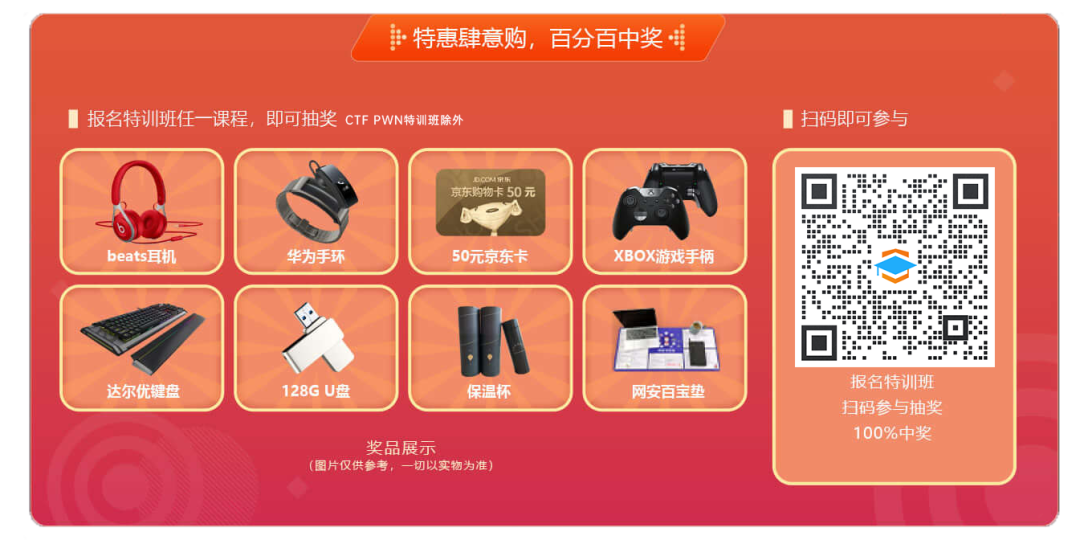 特惠肆意购，百分百中奖
报名特训班任一课程，即可抽奖 CTF PWN特训班除外
扫码即可参与
JD.COM 京东
京东购物卡 50 元
beats耳机
华为手环
50元京东卡
XBOX游戏手柄
达尔优键盘
128G U盘
保温杯
网安百宝垫
报名特训班
扫码参与抽奖
100%中奖
奖品展示
（图片仅供参考，一切以实物为准）